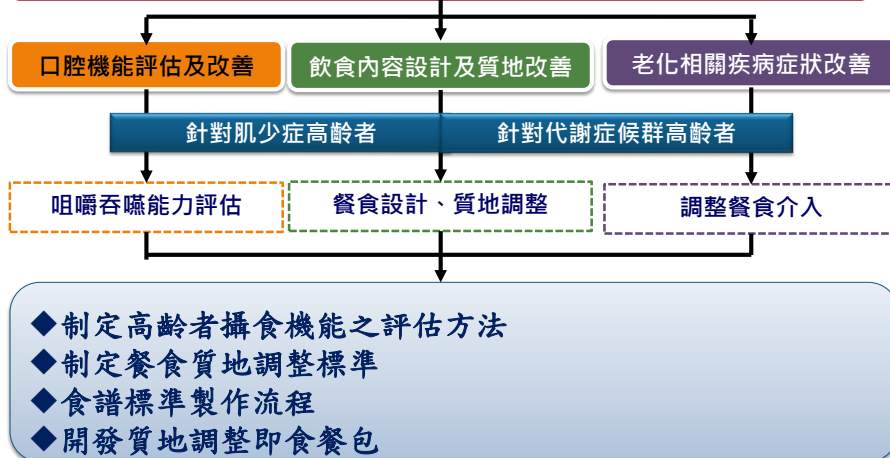 口腔機能評估及改善
飲食內容設計及質地改善
老化相關疾病症狀改善
針對肌少症高齡者
針對代謝症候群高齡者
咀嚼吞嚥能力評估
餐食設計、質地調整
調整餐食介入
◆制定高齡者攝食機能之評估方法
◆制定餐食質地調整標準
◆食譜標準製作流程
◆開發質地調整即食餐包